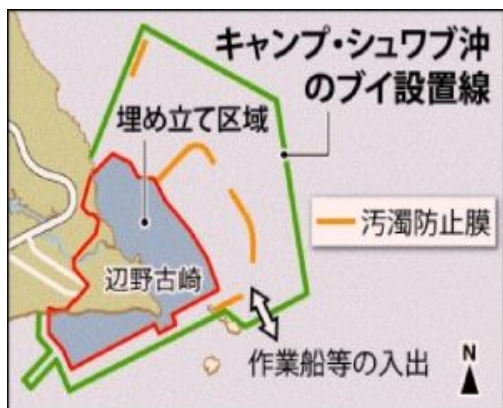 キャンプ・シュワブ沖
のブイ設置線
埋め立て区域
汚濁防止膜
辺野古崎
作業船等の入出
N